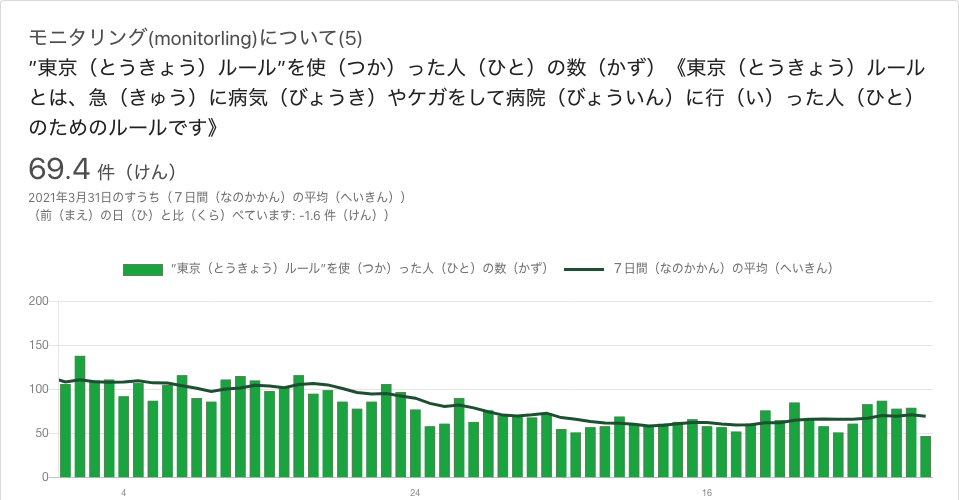 モニタリング(monitorling)について(5)
”東京（とうきょう）ルール”を使（つか）った人（ひと）の数（かず）《東京（とうきょう）ルール
とは、急（きゅう）に病気（びょうき）やケガをして病院（びょういん）に行（い）った人（ひと）
のためのルールです》
69.4 件（けん）
2021年3月31日のすうち（７日間（なのかかん）の平均（へいきん））
（前（まえ）の日（ひ）と比（くら）べています: -1.6 件（けん））
”東京（とうきょう）ルール”を使（つか）った人（ひと）の数（かず） ７日間（なのかかん）の平均（へいきん）
200
150
100
50
0
4 24 16